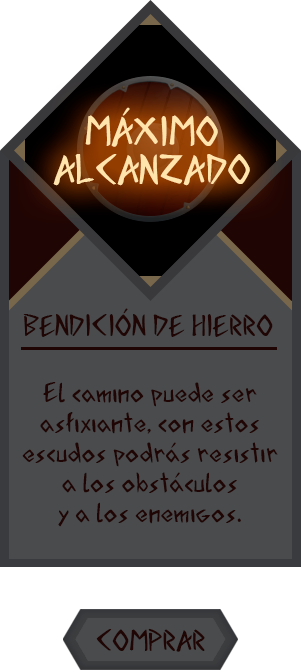 MÁXIMO
ALCANZADO
BENDICIÓN DE HIERRO
El camino puede ser
asfixiante, con estos
escudos podrás resistir
a los obstáculos
y a los enemigos.
COMPRAR